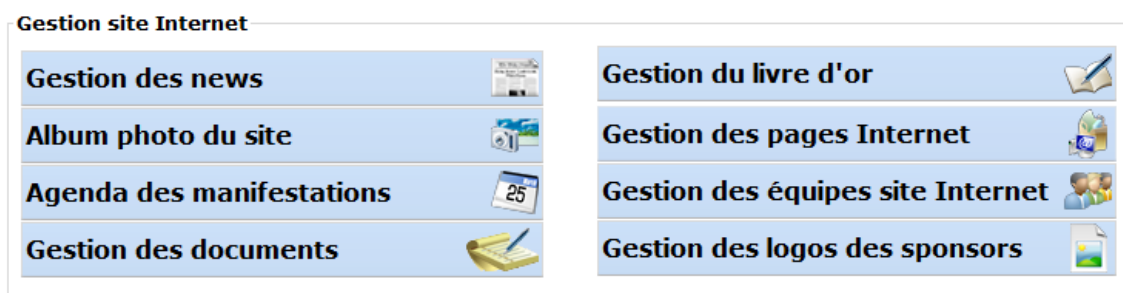 Gestion site Internet
Gestion des news
Album photo du site
Agenda des manifestations
25
Gestion des documents
Gestion du livre d'or
Gestion des pages Internet
@
Gestion des équipes site Internet
Gestion des logos des sponsors